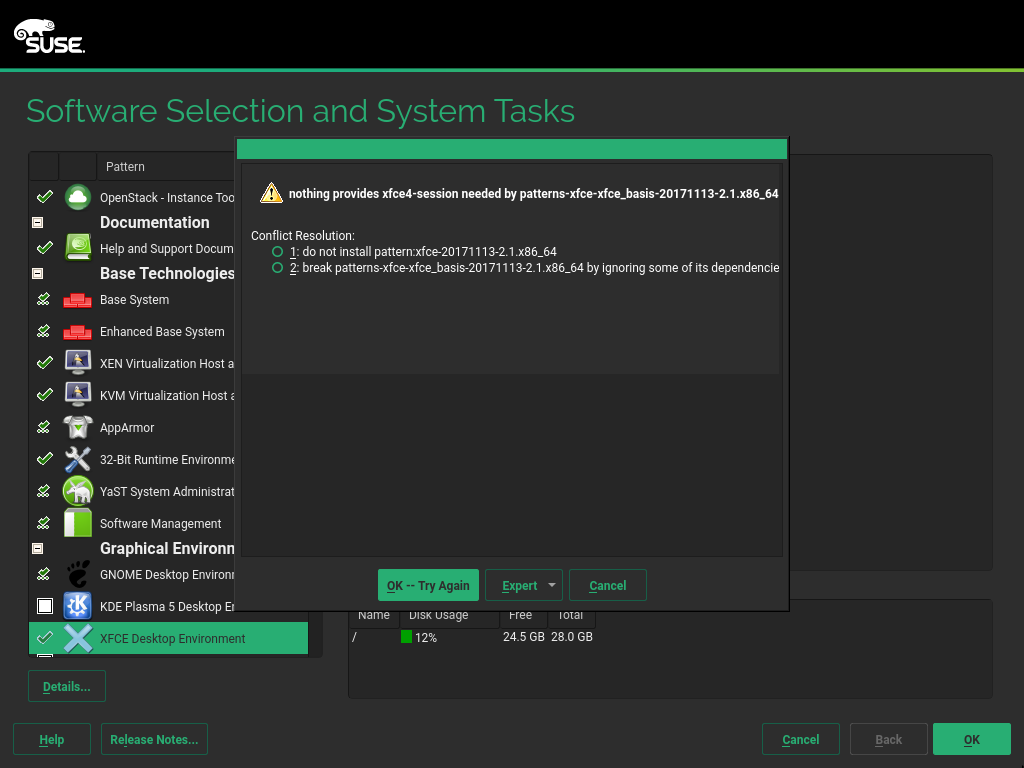 SUSE.
Software Selection and System Tasks
Pattern
OpenStack - Instance Too
Documentation
Help and Support Docum
Base Technologies
Base System
Enhanced Base System
XEN Virtualization Host a
KVM Virtualization Host a
AppArmor
32-Bit Runtime Environme
YaST System Administrat
Software Management
Graphical Environn
GNOME Desktop Environ
KDE Plasma 5 Desktop En
XFCE Desktop Environment
nothing provides xfce4-session needed by patterns-xfce-xfce_basis-20171113-2.1.x86_64
Conflict Resolution:
1: do not install pattern:xfce-20171113-2.1.x86_64
2: break patterns-xfce-xfce_basis-20171113-2.1.x86_64 by ignoring some of its dependencie
OK -- Try Again Expert Cancel
Name Disk Usage Free Total
/ 12% 24.5 GB 28.0 GB
Details...
Help Release Notes... Cancel Back OK